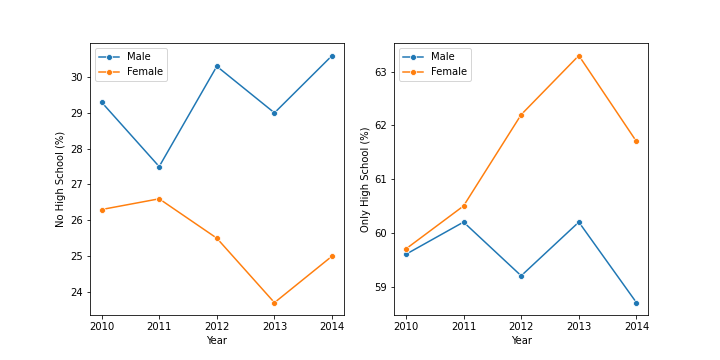 Male
Female
30
29
28
27
26
25
24
No High School (%)
2010 2011 2012 2013 2014
Year
Male
Female
63
62
61
60
59
Only High School (%)
2010 2011 2012 2013 2014
Year